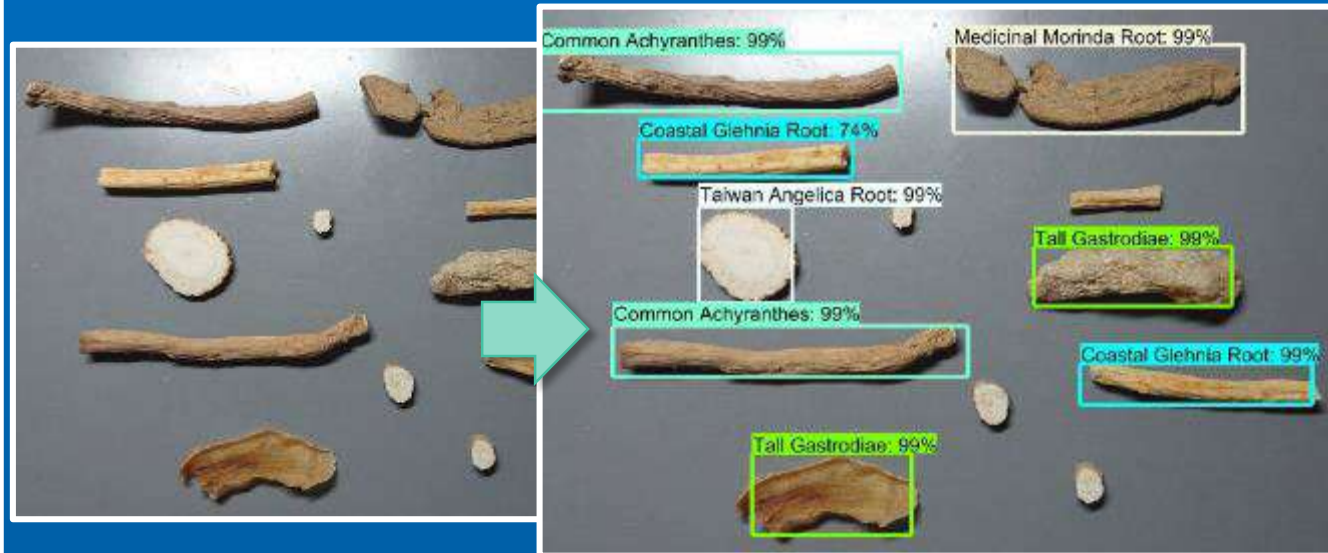 Common Achyranthes: 99%
Medicinal Morinda Root: 99%
Coastal Glehnia Root: 74%
Taiwan Angelica Root: 99%
Tall Gastrodiae: 99%
Common Achyranthes: 99%
Coastal Glehnia Root: 99%
Tall Gastrodiae: 99%